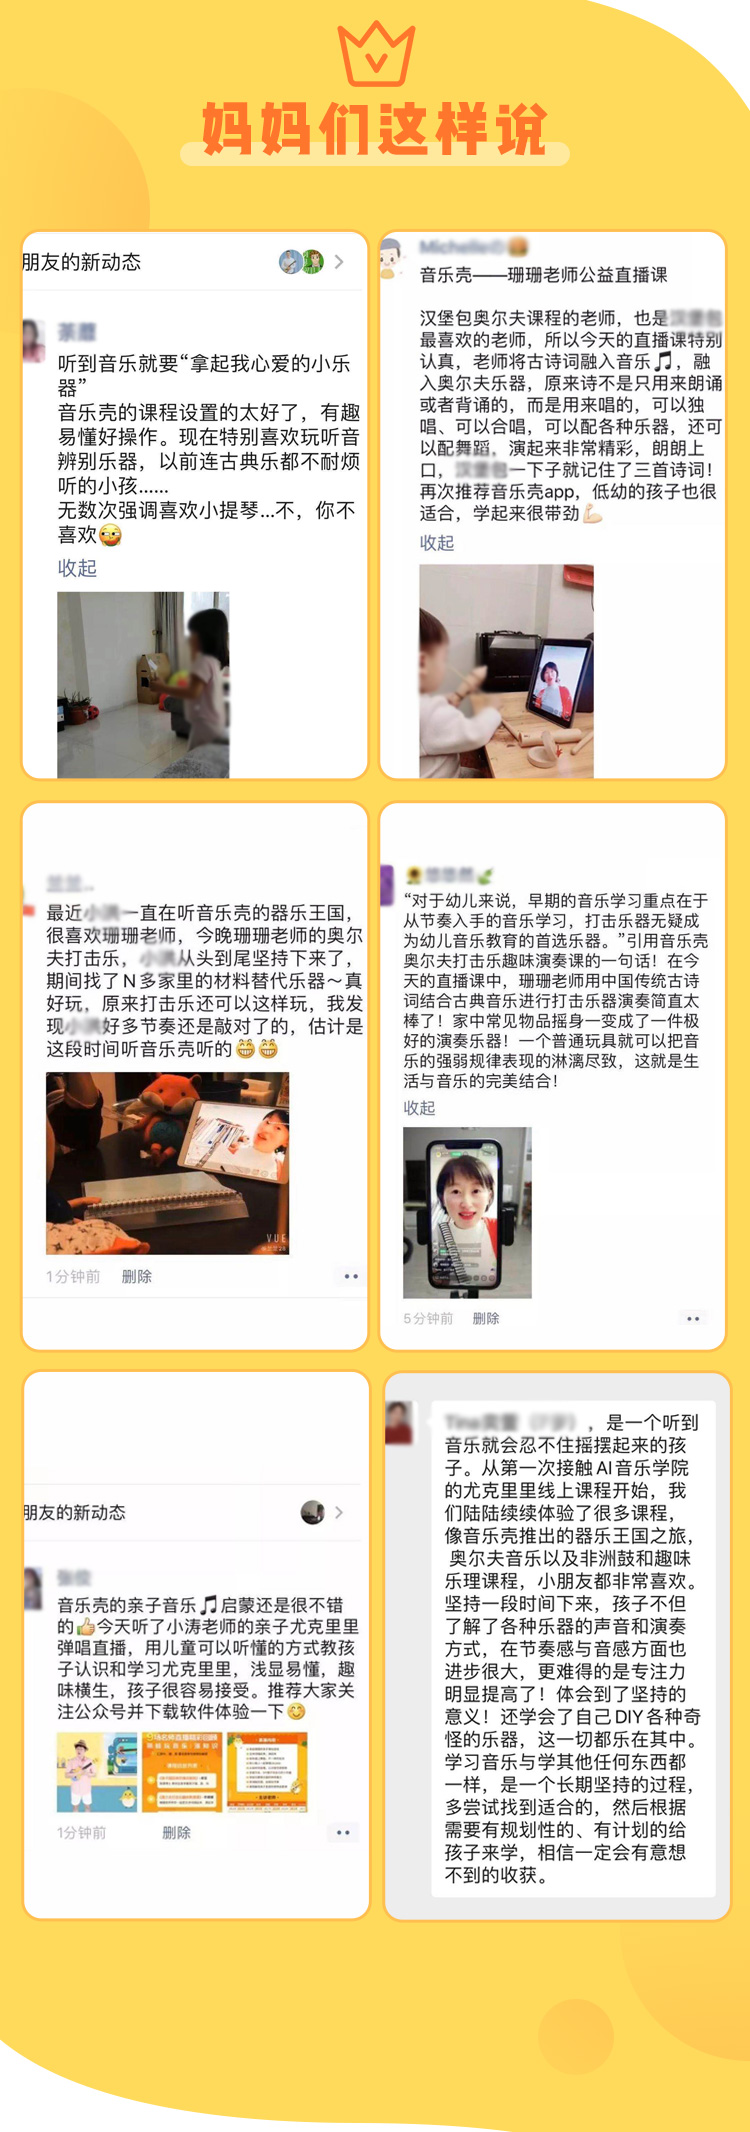 妈妈们这样说
朋友的新动态
听到音乐就要“拿起我心爱的小乐
器”
音乐壳的课程设置的太好了，有趣
易懂好操作。现在特别喜欢玩听音
辨别乐器，以前连古典乐都不耐烦
听的小孩......
无数次强调喜欢小提琴...不，你不
喜欢
收起
音乐壳——珊珊老师公益直播课
汉堡包奥尔夫课程的老师，也是
最喜欢的老师，所以今天的直播课特别
认真，老师将古诗词融入音乐🎵，融
入奥尔夫乐器，原来诗不是只用来朗诵
或者背诵的，而是用来唱的，可以独
唱、可以合唱，可以配各种乐器，还可
以配舞蹈，演起来非常精彩，朗朗上
口，一下子就记住了三首诗词！
再次推荐音乐壳app，低幼的孩子也很
适合，学起来很带劲💪🏻
收起
最近一直在听音乐壳的器乐王国，
很喜欢珊珊老师，今晚珊珊老师的奥尔
夫打击乐，从头到尾坚持下来了，
期间找了N多家里的材料替代乐器～真
好玩，原来打击乐还可以这样玩，我发
现好多节奏还是敲对了的，估计是
这段时间听音乐壳听的😁😁
VUE
1分钟前 删除
“对于幼儿来说，早期的音乐学习重点在于
从节奏入手的音乐学习，打击乐器无疑成
为幼儿音乐教育的首选乐器。”引用音乐壳
奥尔夫打击乐趣味演奏课的一句话！在今
天的直播课中，珊珊老师用中国传统古诗
词结合古典音乐进行打击乐器演奏简直太
棒了！家中常见物品摇身一变成了一件极
好的演奏乐器！一个普通玩具就可以把音
乐的强弱规律表现的淋漓尽致，这就是生
活与音乐的完美结合！
收起
5分钟前 删除
朋友的新动态
音乐壳的亲子音乐🎵启蒙还是很不错
的👍今天听了小涛老师的亲子尤克里里
弹唱直播，用儿童可以听懂的方式教孩
子认识和学习尤克里里，浅显易懂，趣
味横生，孩子很容易接受。推荐大家关
注公众号并下载软件体验一下😊
1分钟前 删除
，是一个听到
音乐就会忍不住摇摆起来的孩
子。从第一次接触AI音乐学院
的尤克里里线上课程开始，我
们陆陆续续体验了很多课程，
像音乐壳推出的器乐王国之旅，
奥尔夫音乐以及非洲鼓和趣味
乐理课程，小朋友都非常喜欢。
坚持一段时间下来，孩子不但
了解了各种乐器的声音和演奏
方式，在节奏感与音感方面也
进步很大，更难得的是专注力
明显提高了！体会到了坚持的
意义！还学会了自己DIY各种奇
怪的乐器，这一切都乐在其中。
学习音乐与学其他任何东西都
一样，是一个长期坚持的过程，
多尝试找到适合的，然后根据
需要有规划性的、有计划的给
孩子来学，相信一定会有意想
不到的收获。